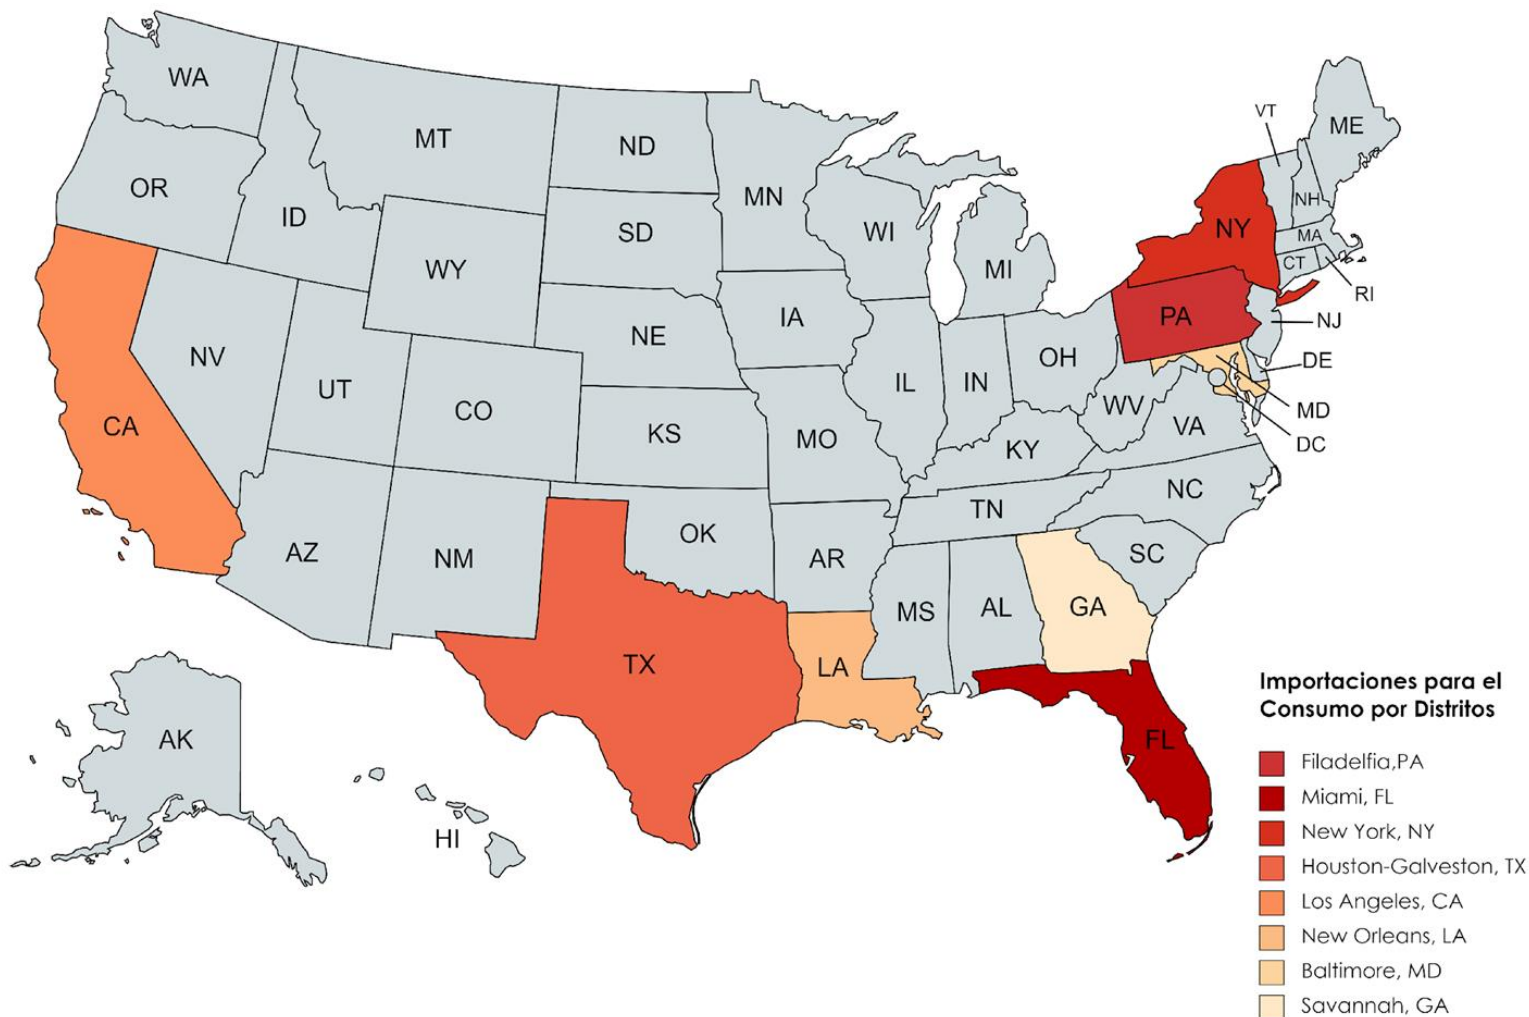 WA
OR
CA
NV
ID
MT
WY
UT
AZ
CO
NM
ND
SD
NE
KS
OK
TX
MN
IA
MO
AR
LA
WI
IL
MI
IN
OH
KY
TN
MS
AL
GA
FL
SC
NC
VA
WV
PA
NY
VT
NH
ME
MA
CT
RI
NJ
DE
MD
DC
AK
HI
Importaciones para el
Consumo por Distritos
Filadelfia,PA
Miami, FL
New York, NY
Houston-Galveston, TX
Los Angeles, CA
New Orleans, LA
Baltimore, MD
Savannah, GA